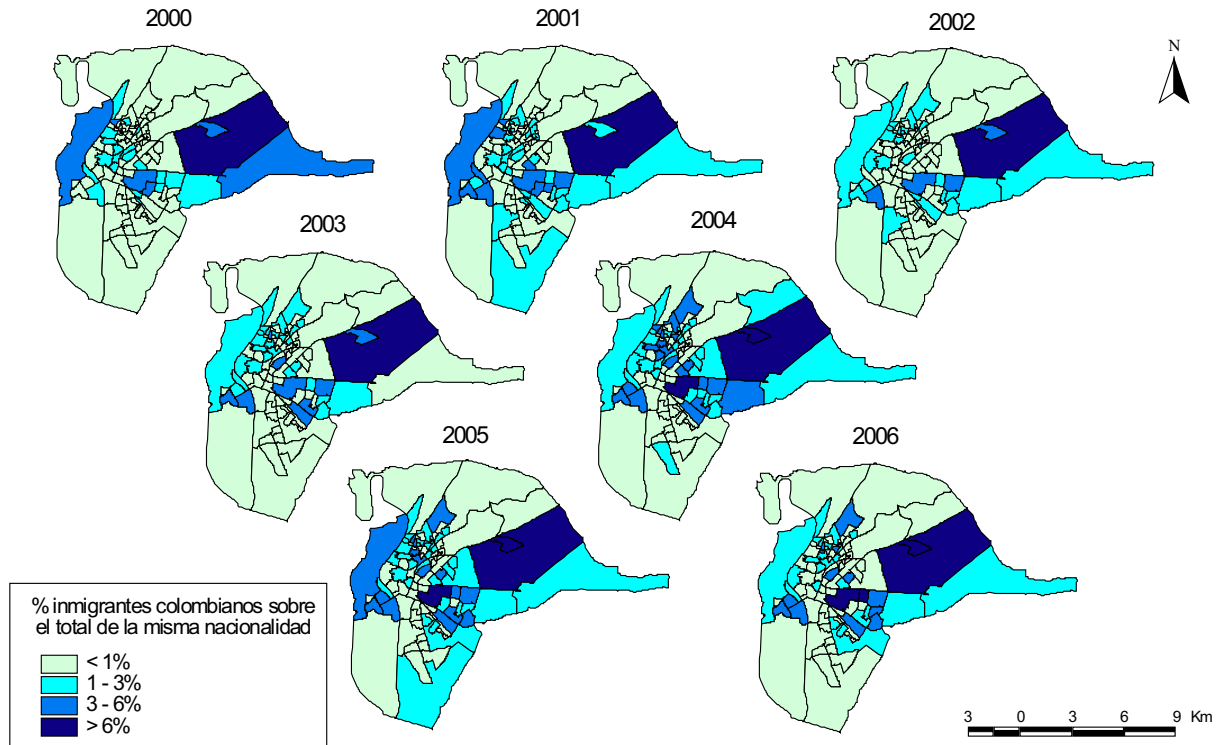 2000
2001
2002
N
2003
2004
2005
2006
% inmigrantes colombianos sobre
el total de la misma nacionalidad
< 1%
1 - 3%
3 - 6%
> 6%
3 0 3 6 9 Km